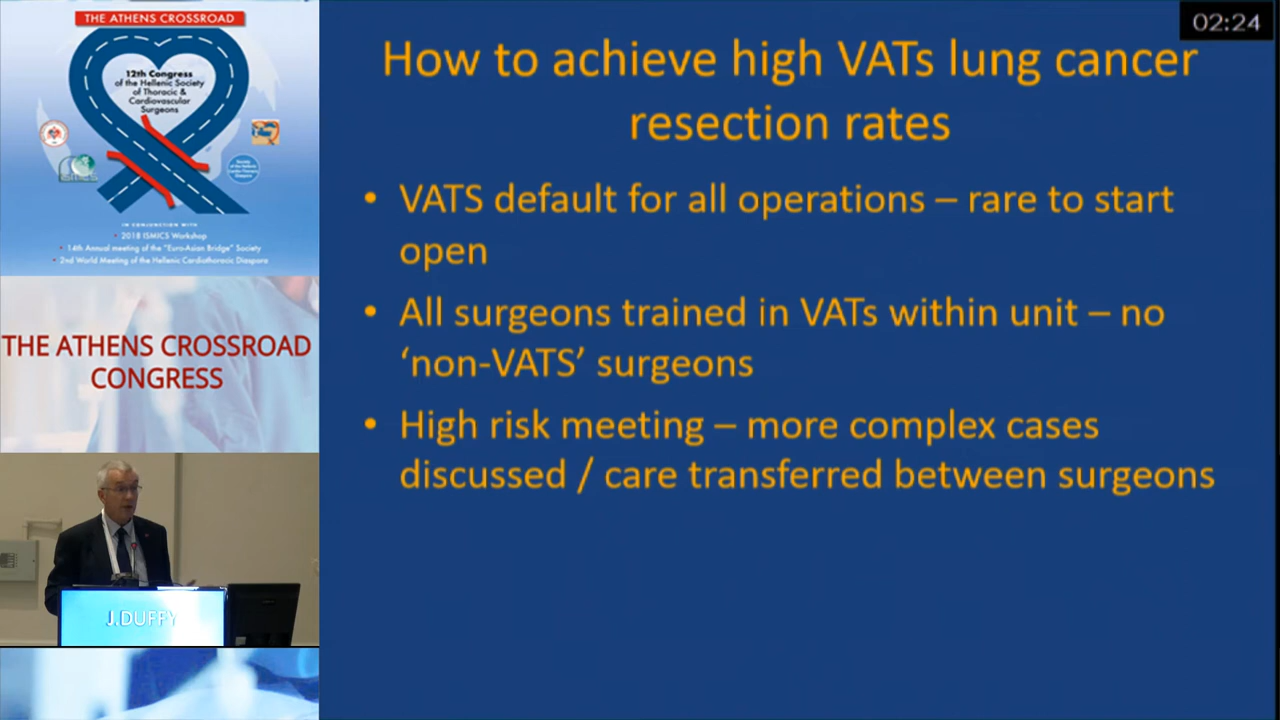 THE ATHENS CROSSROAD
12th Congress
of the Hellenic Society
of Thoracic &
Cardiovascular
Surgeons
IN CONJUNCTION WITH
• 2018 ISMICS Workshop
• 14th Annual meeting of the "Euro-Asian Bridge" Society
• 2nd World Meeting of the Hellenic Cardiothoracic Diaspora
THE ATHENS CROSSROAD
CONGRESS
J.DUFFY
02:24
How to achieve high VATs lung cancer
resection rates
• VATS default for all operations – rare to start
open
• All surgeons trained in VATs within unit – no
‘non-VATS’ surgeons
• High risk meeting – more complex cases
discussed / care transferred between surgeons